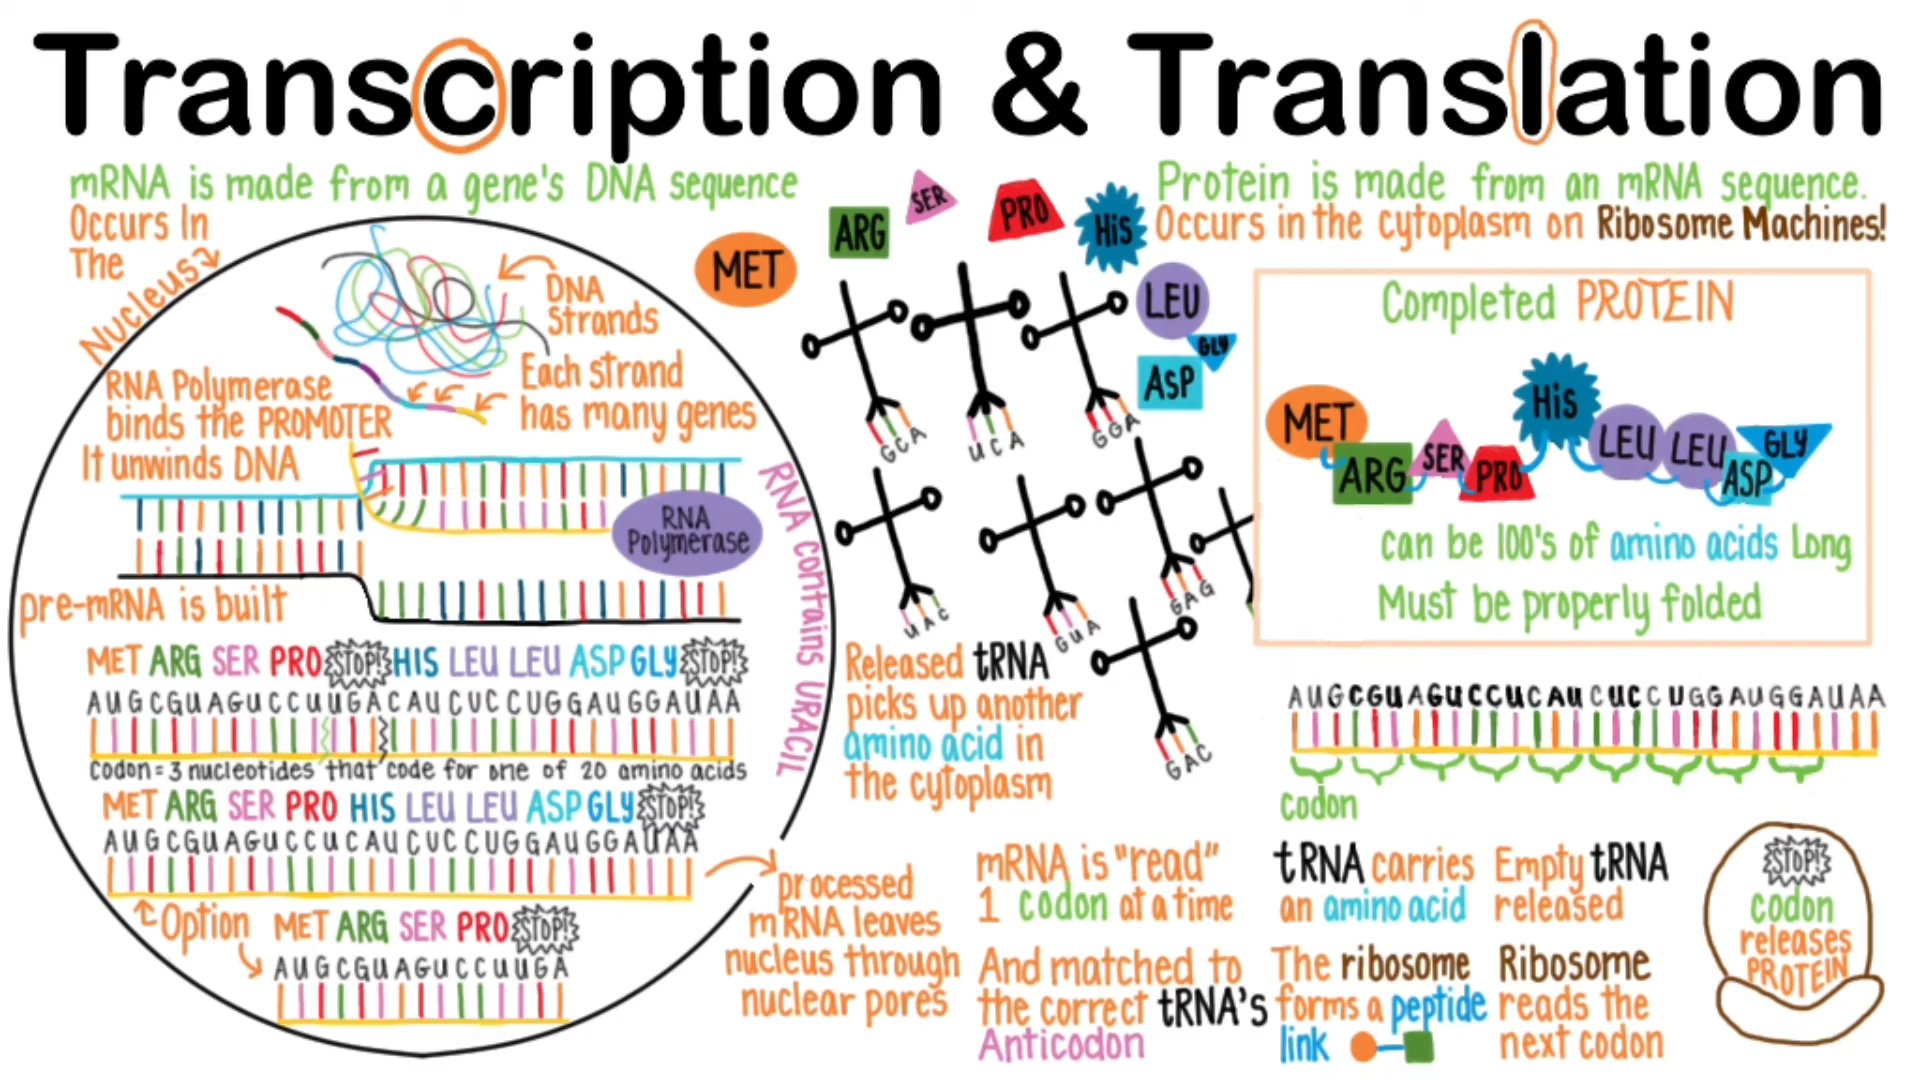 Transcription & Translation
mRNA is made from a gene's DNA sequence
Occurs In
The
Nucleus
DNA
Strands
Each strand
has many genes
RNA Polymerase
binds the PROMOTER
It unwinds DNA
RNA
Polymerase
pre-mRNA is built
MET ARG SER PRO STOP! HIS LEU LEU ASP GLY STOP!
AUGCGUAGUCCUUGACAUCUCCUGGAUGGAUAA
Codon = 3 nucleotides that code for one of 20 amino acids
MET ARG SER PRO HIS LEU LEU ASP GLY STOP!
AUGCGUAGUCCUCAUCUCCUGGAUGGAUAA
Option
MET ARG SER PRO STOP!
AUGCGUAGUCCUUGA
RNA contains URACIL
processed
mRNA leaves
nucleus through
nuclear pores
MET
ARG
SER
PRO
His
LEU
GLY
ASP
GCA
UCA
GGA
UAC
GUA
GAG
GAC
Released tRNA
picks up another
amino acid in
the cytoplasm
Protein is made from an mRNA sequence.
Occurs in the cytoplasm on Ribosome Machines!
Completed PROTEIN
MET
ARG
SER
PRO
His
LEU
LEU
ASP
GLY
can be 100's of amino acids Long
Must be properly folded
AUGCGUAGUCCUCAUCUCCUGGAUGGAUAA
codon
mRNA is "read"
1 codon at a time
And matched to
the correct tRNA's
Anticodon
tRNA carries
an amino acid
The ribosome
forms a peptide
link
Empty tRNA
released
Ribosome
reads the
next codon
STOP!
codon
releases
PROTEIN